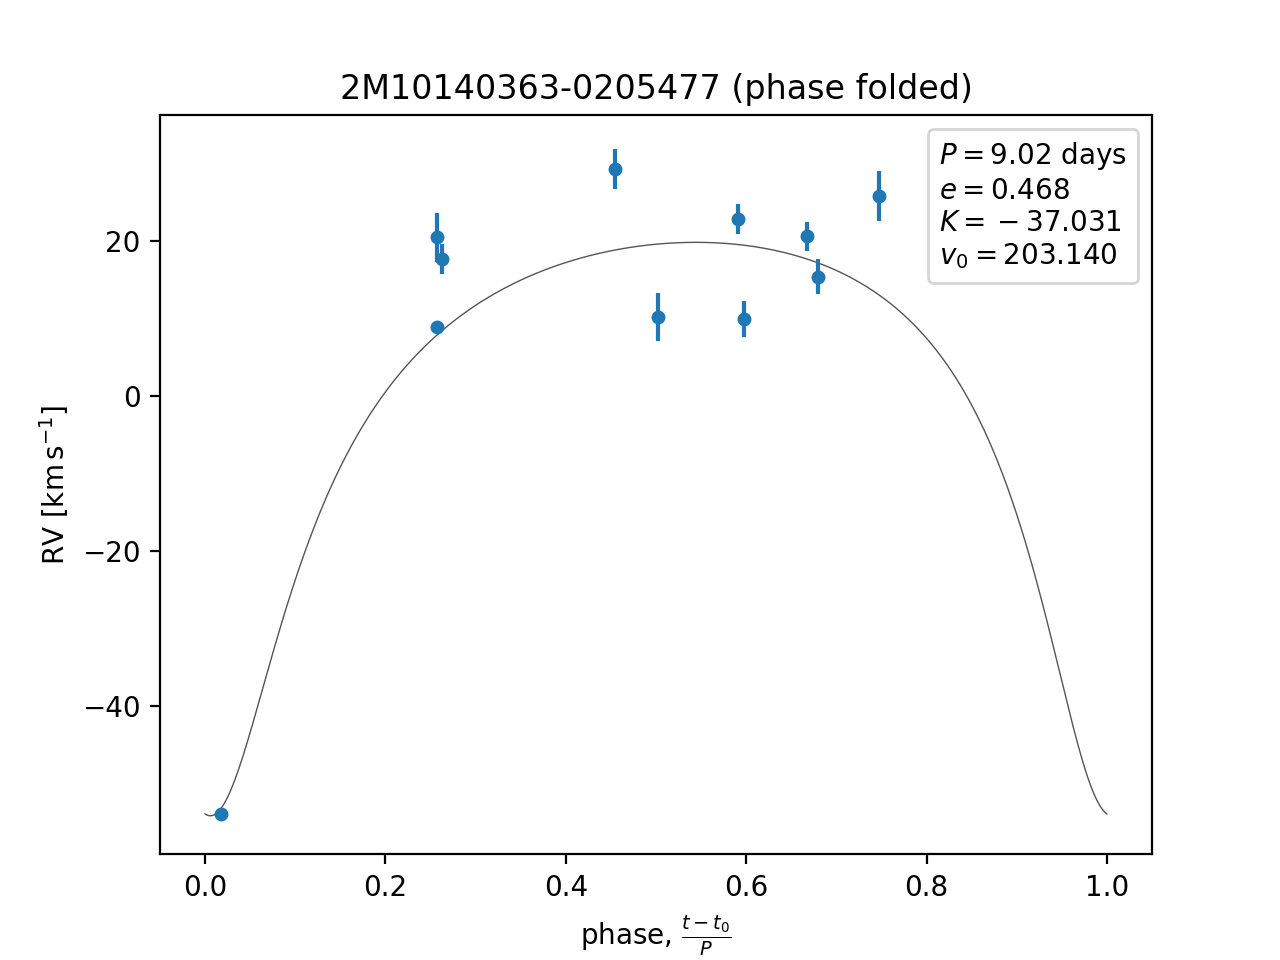 2M10140363-0205477 (phase folded)
P = 9.02 days
e = 0.468
K = −37.031
v₀ = 203.140
20
0
−20
−40
RV [km s⁻¹]
0.0 0.2 0.4 0.6 0.8 1.0
phase, (t − t₀)/P